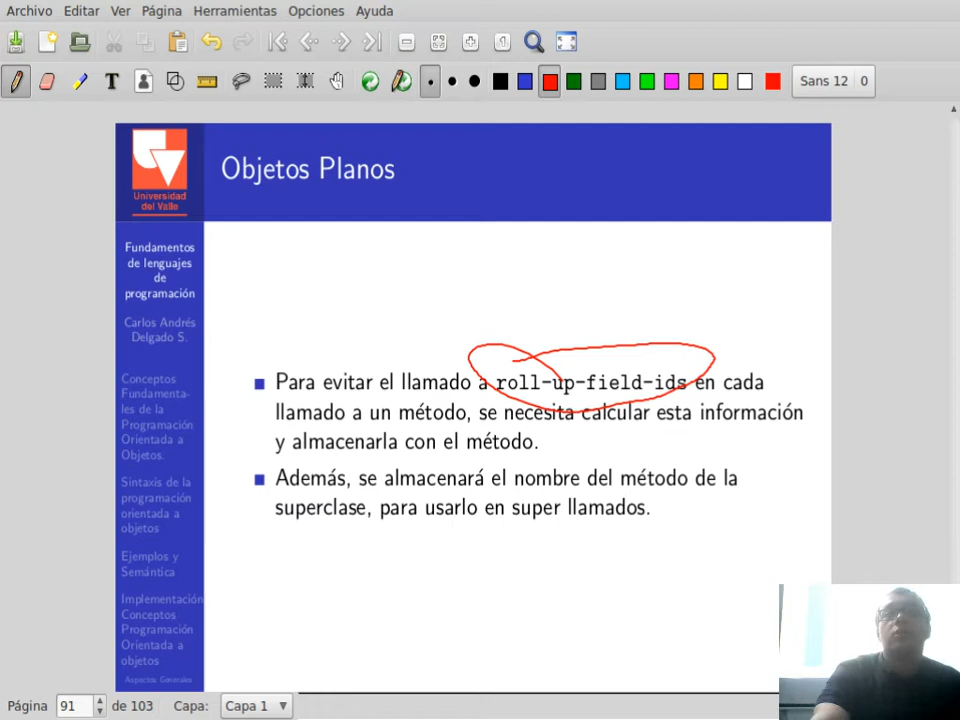 Archivo Editar Ver Página Herramientas Opciones Ayuda
T
Sans 12 0
Universidad
del Valle
Objetos Planos
Fundamentos
de lenguajes
de
programación
Carlos Andrés
Delgado S.
Conceptos
Fundamenta-
les de la
Programación
Orientada a
Objetos.
Sintaxis de la
programación
orientada a
objetos
Ejemplos y
Semántica
Implementación
Conceptos
Programación
Orientada a
objetos
Aspectos Generales
Para evitar el llamado a roll-up-field-ids en cada
llamado a un método, se necesita calcular esta información
y almacenarla con el método.
Además, se almacenará el nombre del método de la
superclase, para usarlo en super llamados.
Página 91 de 103 Capa: Capa 1